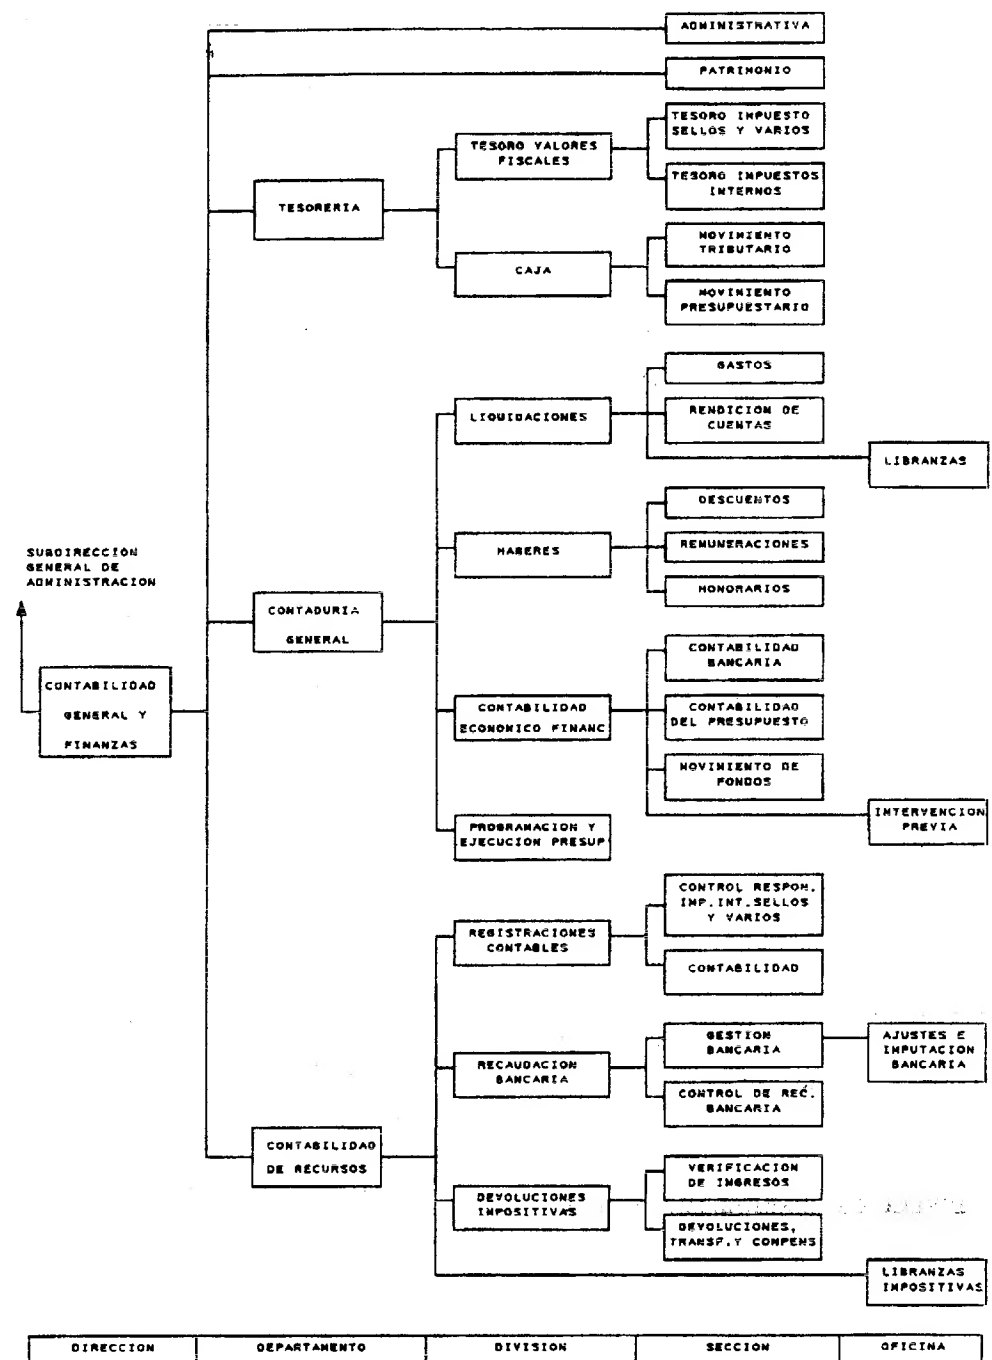 ADMINISTRATIVA
PATRIMONIO
TESORO IMPUESTO
SELLOS Y VARIOS
TESORO VALORES
FISCALES
TESORO IMPUESTOS
INTERNOS
TESORERIA
MOVIMIENTO
TRIBUTARIO
CAJA
MOVIMIENTO
PRESUPUESTARIO
GASTOS
LIQUIDACIONES
RENDICION DE
CUENTAS
LIBRANZAS
DESCUENTOS
HABERES
REMUNERACIONES
HONORARIOS
SUBDIRECCION
GENERAL DE
ADMINISTRACION
CONTADURIA
GENERAL
CONTABILIDAD
BANCARIA
CONTABILIDAD
GENERAL Y
FINANZAS
CONTABILIDAD
ECONOMICO FINANC
CONTABILIDAD
DEL PRESUPUESTO
MOVIMIENTO DE
FONDOS
INTERVENCION
PREVIA
PROGRAMACION Y
EJECUCION PRESUP
CONTROL RESPON.
IMP.INT.SELLOS
Y VARIOS
REGISTRACIONES
CONTABLES
CONTABILIDAD
GESTION
BANCARIA
AJUSTES E
IMPUTACION
BANCARIA
RECAUDACION
BANCARIA
CONTROL DE REC.
BANCARIA
CONTABILIDAD
DE RECURSOS
VERIFICACION
DE INGRESOS
DEVOLUCIONES
IMPOSITIVAS
DEVOLUCIONES,
TRANSF.Y COMPENS
LIBRANZAS
IMPOSITIVAS
DIRECCION
DEPARTAMENTO
DIVISION
SECCION
OFICINA